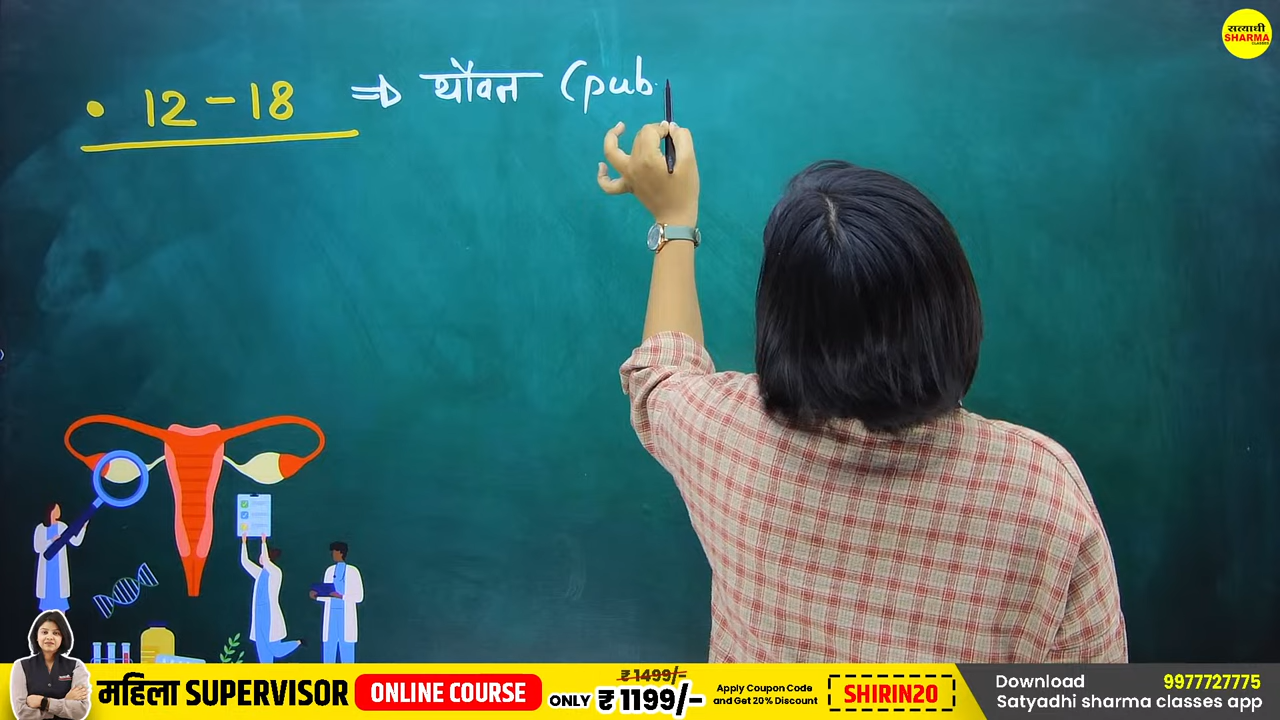 सत्याधी
SHARMA
CLASSES
• 12-18 ⇒ यौवन (pub
महिला SUPERVISOR
ONLINE COURSE
₹1499/-
ONLY ₹1199/-
Apply Coupon Code
and Get 20% Discount
SHIRIN20
Download 9977727775
Satyadhi sharma classes app